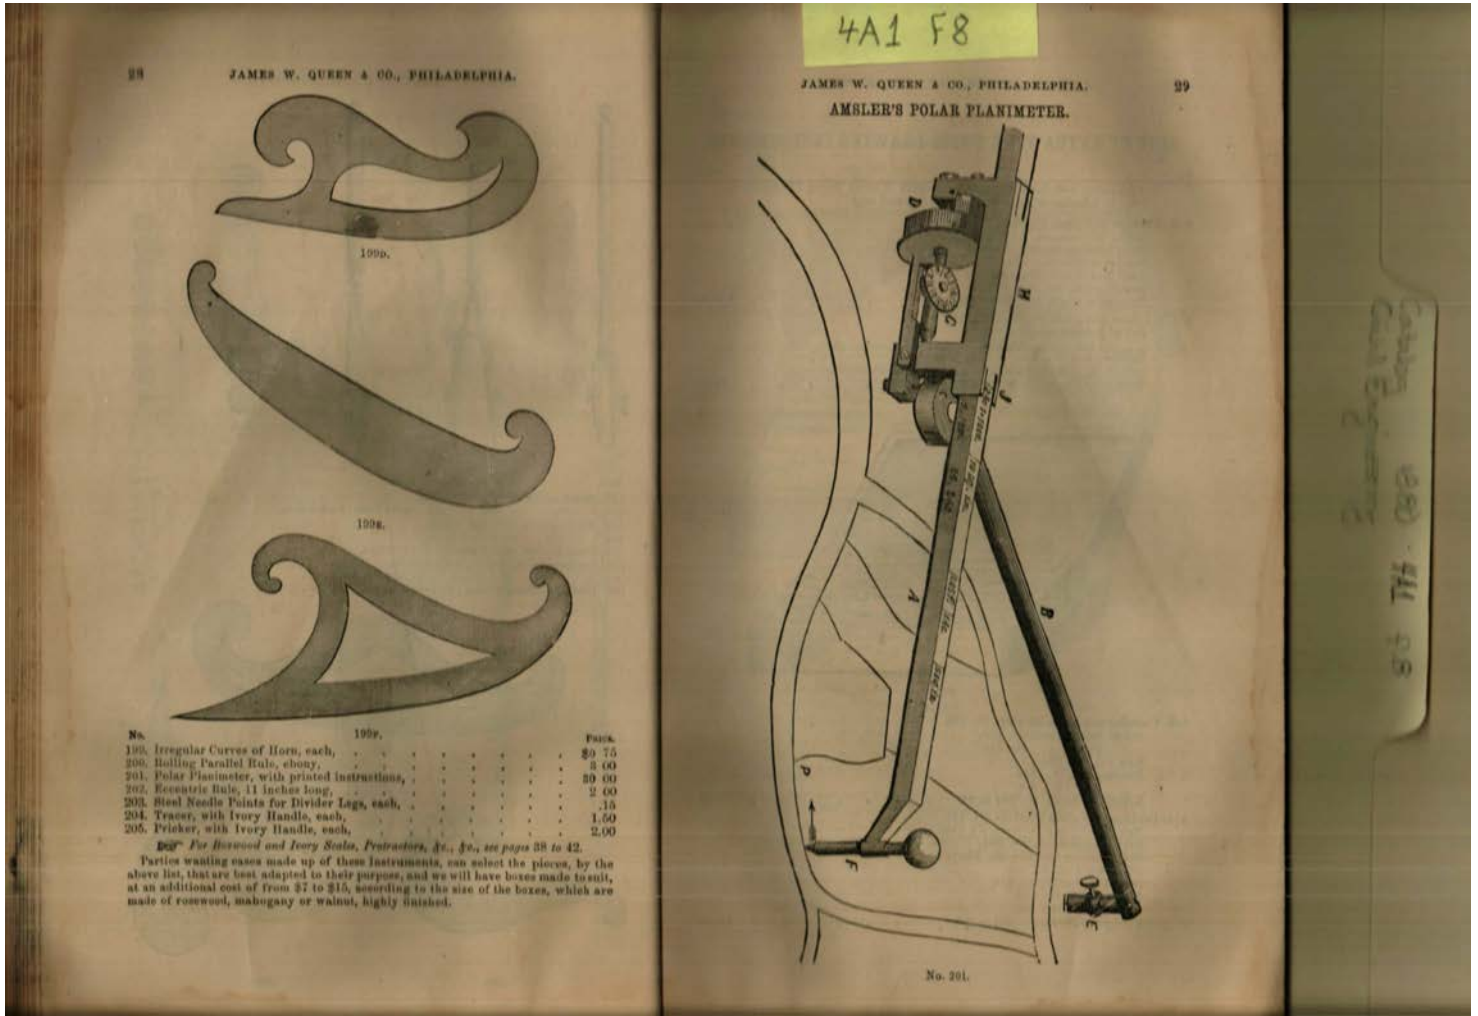 28
JAMES W. QUEEN & CO., PHILADELPHIA.
199D.
199E.
199F.
No. Price.
199. Irregular Curves of Horn, each, $0 75
200. Rolling Parallel Rule, ebony, 3 00
201. Polar Planimeter, with printed instructions, 30 00
202. Eccentric Rule, 11 inches long, 2 00
203. Steel Needle Points for Divider Legs, each, .15
204. Tracer, with Ivory Handle, each, 1.50
205. Pricker, with Ivory Handle, each, 2.00
For Boxwood and Ivory Scales, Protractors, &c., &c., see pages 38 to 42.
Parties wanting cases made up of these Instruments, can select the pieces, by the
above list, that are best adapted to their purpose, and we will have boxes made to suit,
at an additional cost of from $7 to $15, according to the size of the boxes, which are
made of rosewood, mahogany or walnut, highly finished.
4A1 F8
JAMES W. QUEEN & CO., PHILADELPHIA.
29
AMSLER'S POLAR PLANIMETER.
D
H
G
J
A
B
P
F
E
No. 201.